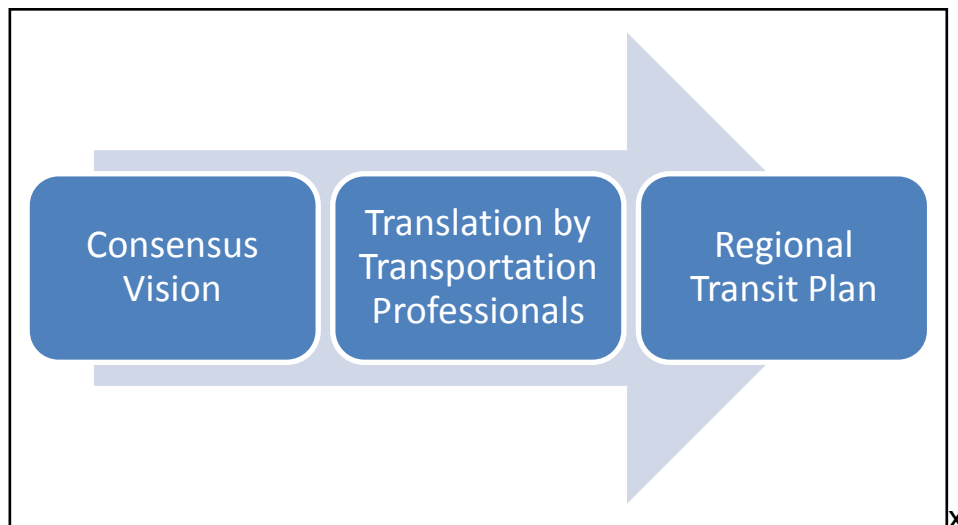 Consensus
Vision
Translation by
Transportation
Professionals
Regional
Transit Plan
x